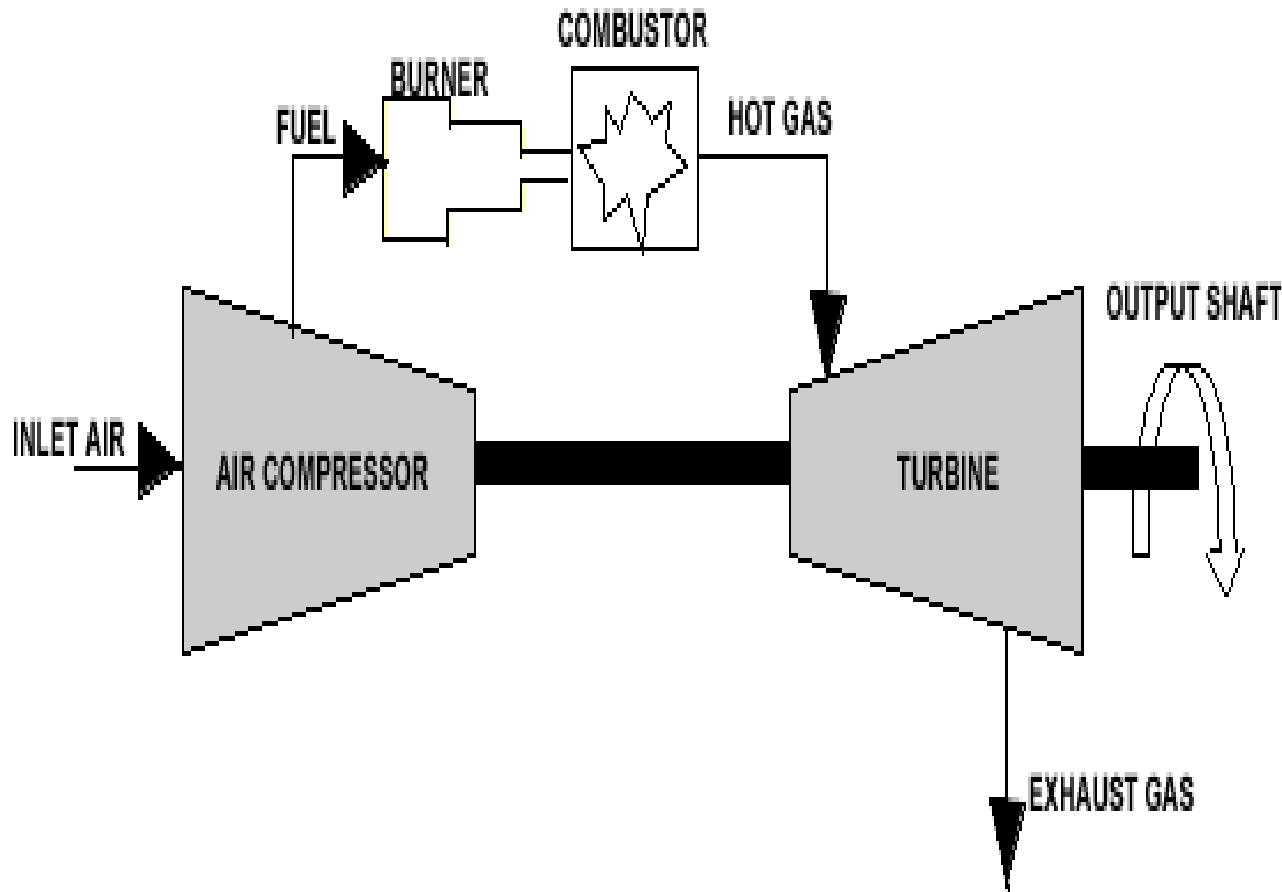 COMBUSTOR
BURNER
FUEL
HOT GAS
OUTPUT SHAFT
INLET AIR
AIR COMPRESSOR
TURBINE
EXHAUST GAS